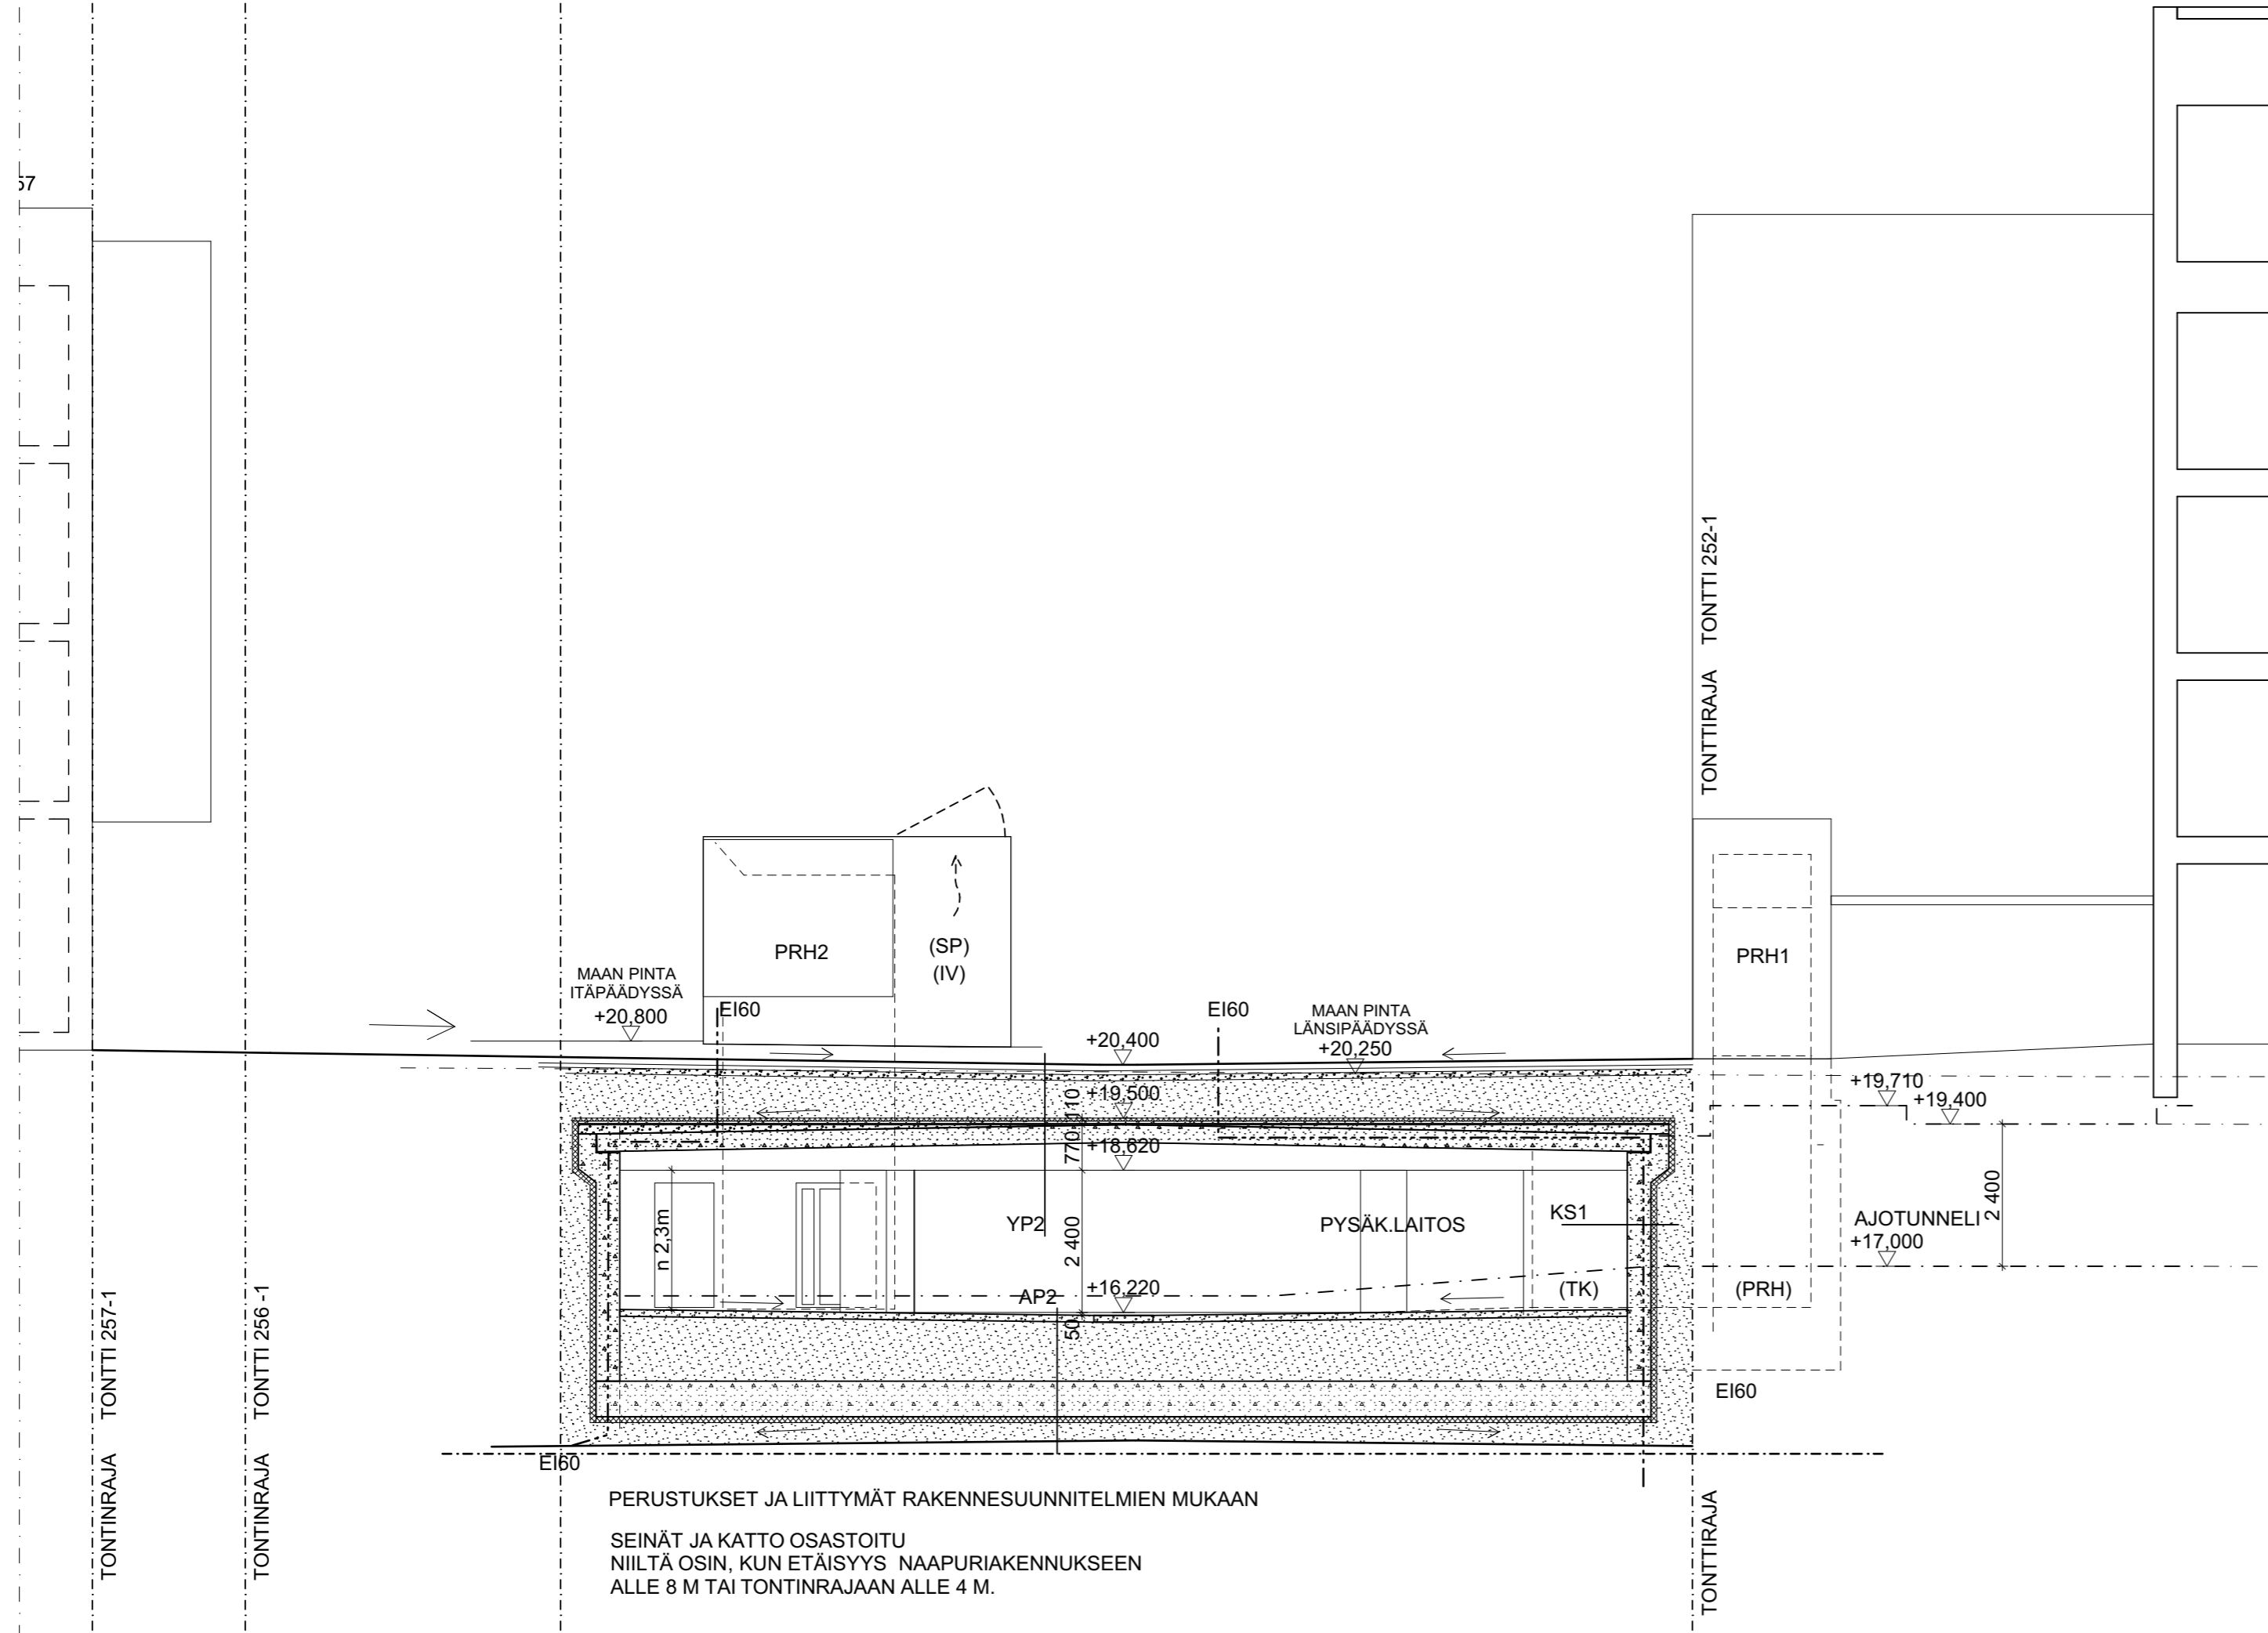 57
TONTTIRAJA TONTTI 252-1
PRH2
(SP)
(IV)
PRH1
MAAN PINTA
ITÄPÄÄDYSSÄ
+20,800
EI60
EI60
MAAN PINTA
LÄNSIPÄÄDYSSÄ
+20,250
+20,400
+19,500
110
770
+18,620
+19,710
+19,400
2 400
AJOTUNNELI
+17,000
n 2,3m
YP2
2 400
PYSÄK.LAITOS
KS1
AP2
+16,220
50
(TK)
(PRH)
EI60
EI60
TONTINRAJA TONTTI 257-1
TONTINRAJA TONTTI 256 -1
TONTTIRAJA
PERUSTUKSET JA LIITTYMÄT RAKENNESUUNNITELMIEN MUKAAN
SEINÄT JA KATTO OSASTOITU
NIILTÄ OSIN, KUN ETÄISYYS NAAPURIAKENNUKSEEN
ALLE 8 M TAI TONTINRAJAAN ALLE 4 M.